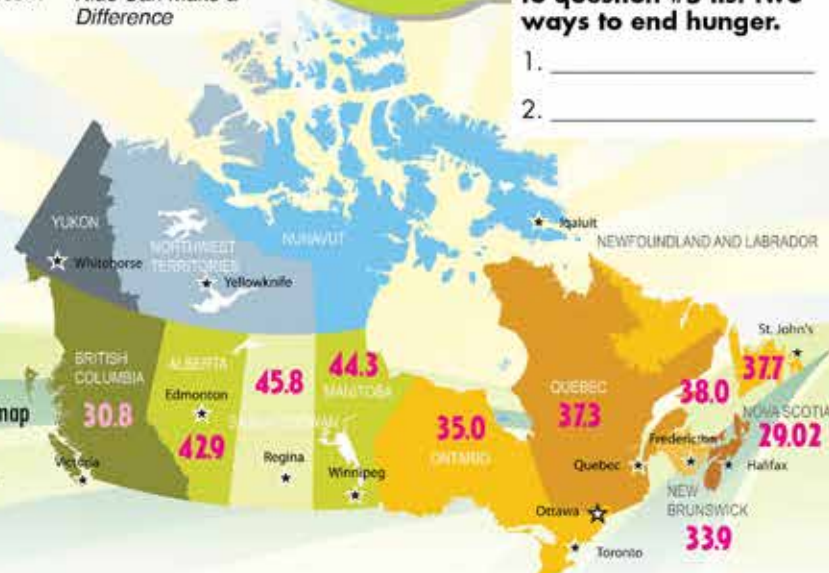 Kids Can Make a
Difference
to question #3 list two
ways to end hunger.
1.
2.
YUKON
Whitehorse
NORTHWEST
TERRITORIES
Yellowknife
NUNAVUT
Iqaluit
NEWFOUNDLAND AND LABRADOR
St. John's
37.7
BRITISH
COLUMBIA
30.8
Victoria
ALBERTA
Edmonton
42.9
45.8
Regina
44.3
MANITOBA
Winnipeg
35.0
ONTARIO
QUEBEC
37.3
Quebec
Ottawa
Toronto
38.0
Fredericton
NOVA SCOTIA
29.02
Halifax
NEW
BRUNSWICK
33.9
map